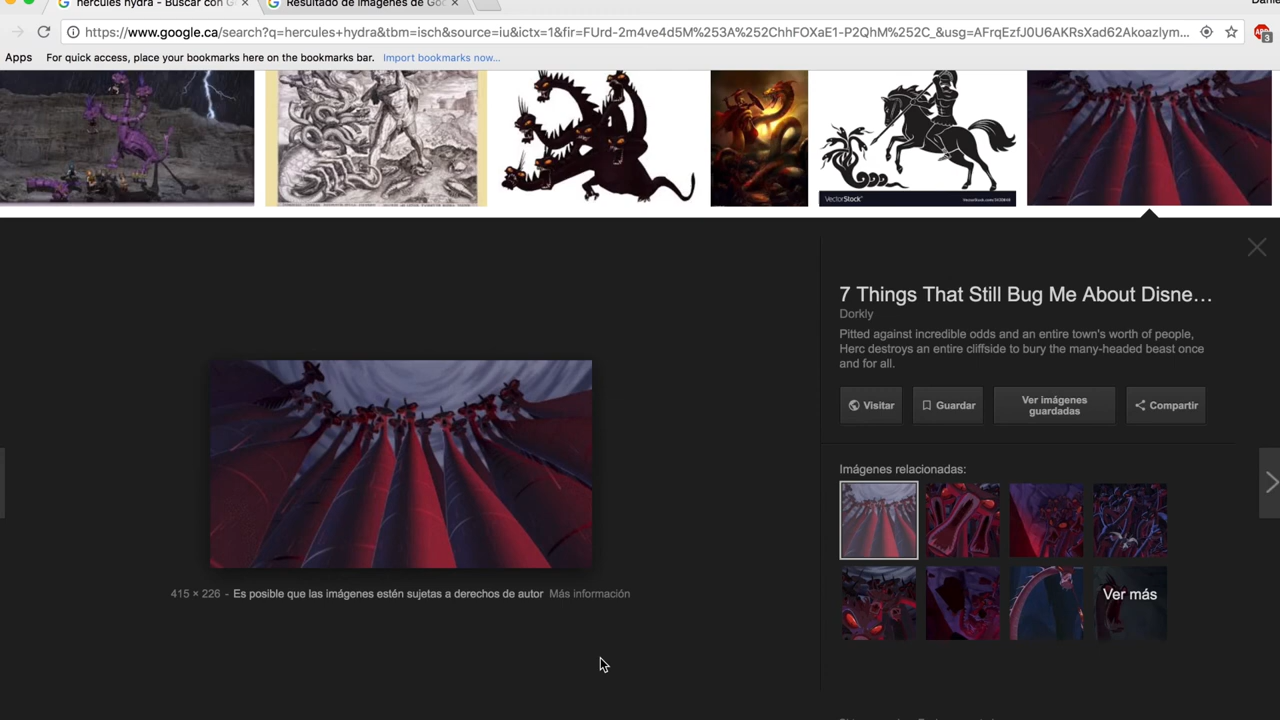 hercules hydra - Buscar con G
Resultado de imágenes de Goo
Danie
https://www.google.ca/search?q=hercules+hydra&tbm=isch&source=iu&ictx=1&fir=FUrd-2m4ve4d5M%253A%252ChhFOXaE1-P2QhM%252C_&usg=AFrqEzfJ0U6AKRsXad62Akoazlym...
3
Apps
For quick access, place your bookmarks here on the bookmarks bar.
Import bookmarks now...
VectorStock®
7 Things That Still Bug Me About Disne...
Dorkly
Pitted against incredible odds and an entire town's worth of people,
Herc destroys an entire cliffside to bury the many-headed beast once
and for all.
Visitar
Guardar
Ver imágenes
guardadas
Compartir
Imágenes relacionadas:
Ver más
415 × 226 - Es posible que las imágenes estén sujetas a derechos de autor Más información